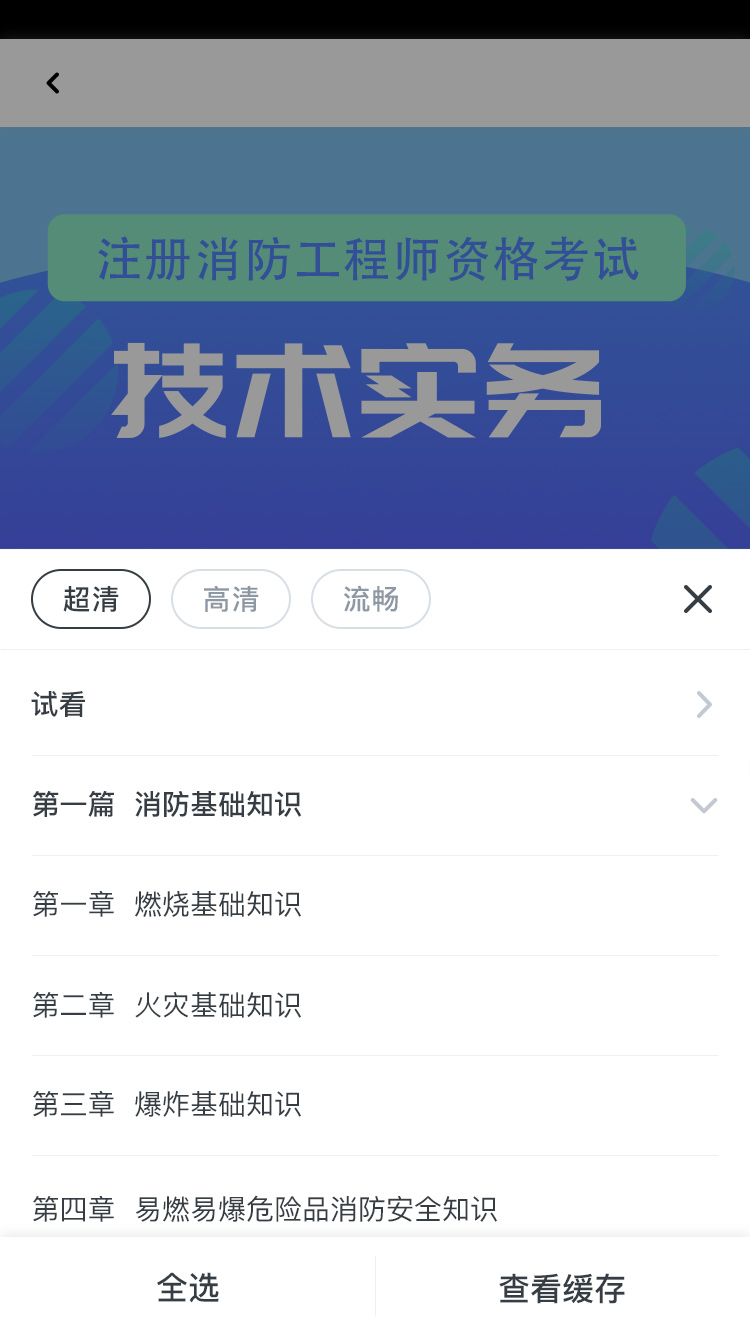 注册消防工程师资格考试
技术实务
超清 高清 流畅
试看
第一篇 消防基础知识
第一章 燃烧基础知识
第二章 火灾基础知识
第三章 爆炸基础知识
第四章 易燃易爆危险品消防安全知识
全选 查看缓存